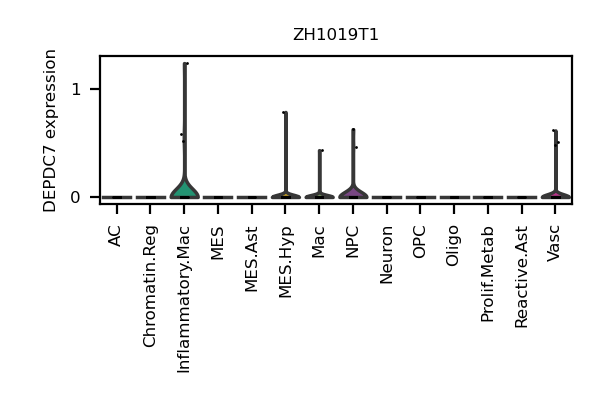 ZH1019T1
DEPDC7 expression
1
0
AC
Chromatin.Reg
Inflammatory.Mac
MES
MES.Ast
MES.Hyp
Mac
NPC
Neuron
OPC
Oligo
Prolif.Metab
Reactive.Ast
Vasc